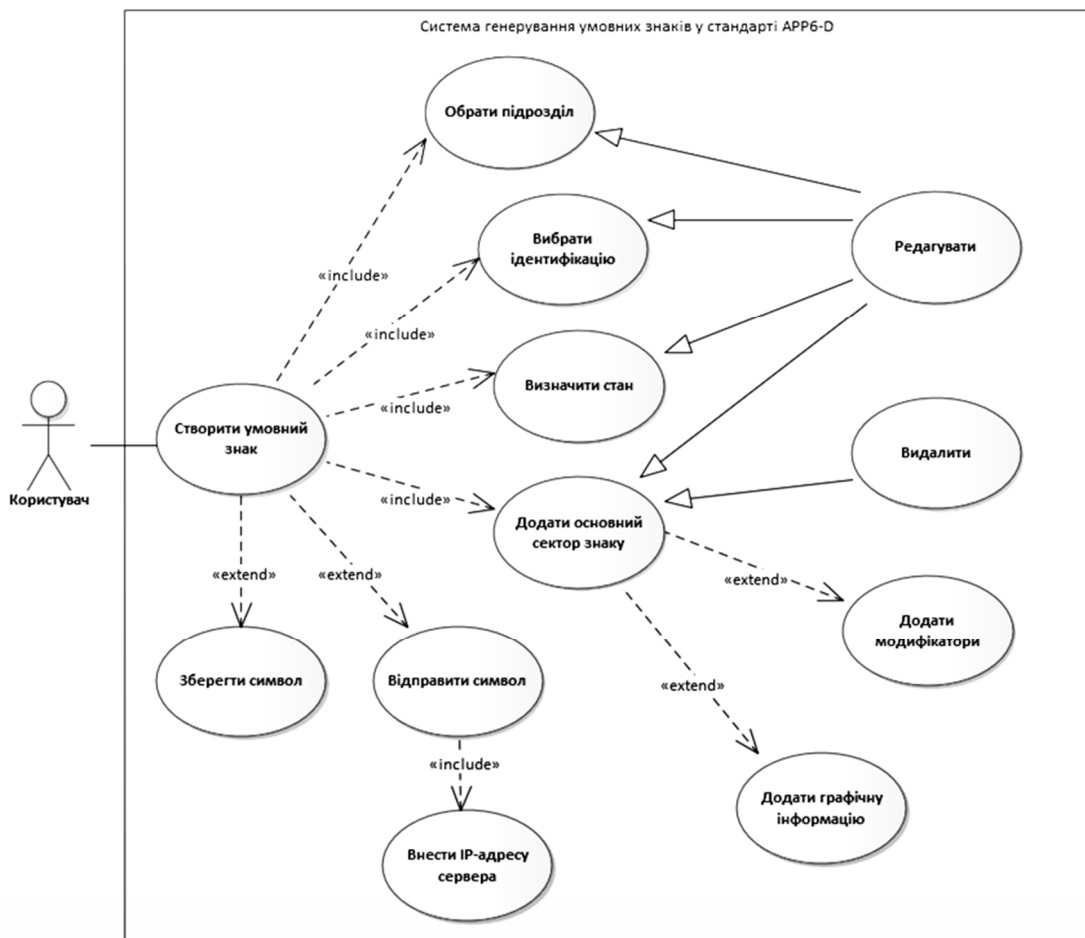 Система генерування умовних знаків у стандарті APP6-D
Обрати підрозділ
Вибрати
ідентифікацію
Редагувати
«include»
«include»
Визначити стан
«include»
Створити умовний
знак
Видалити
Користувач
«include»
Додати основний
сектор знаку
«extend»
«extend»
«extend»
Додати
модифікатори
Зберегти символ
Відправити символ
«extend»
«include»
Додати графічну
інформацію
Внести IP-адресу
сервера